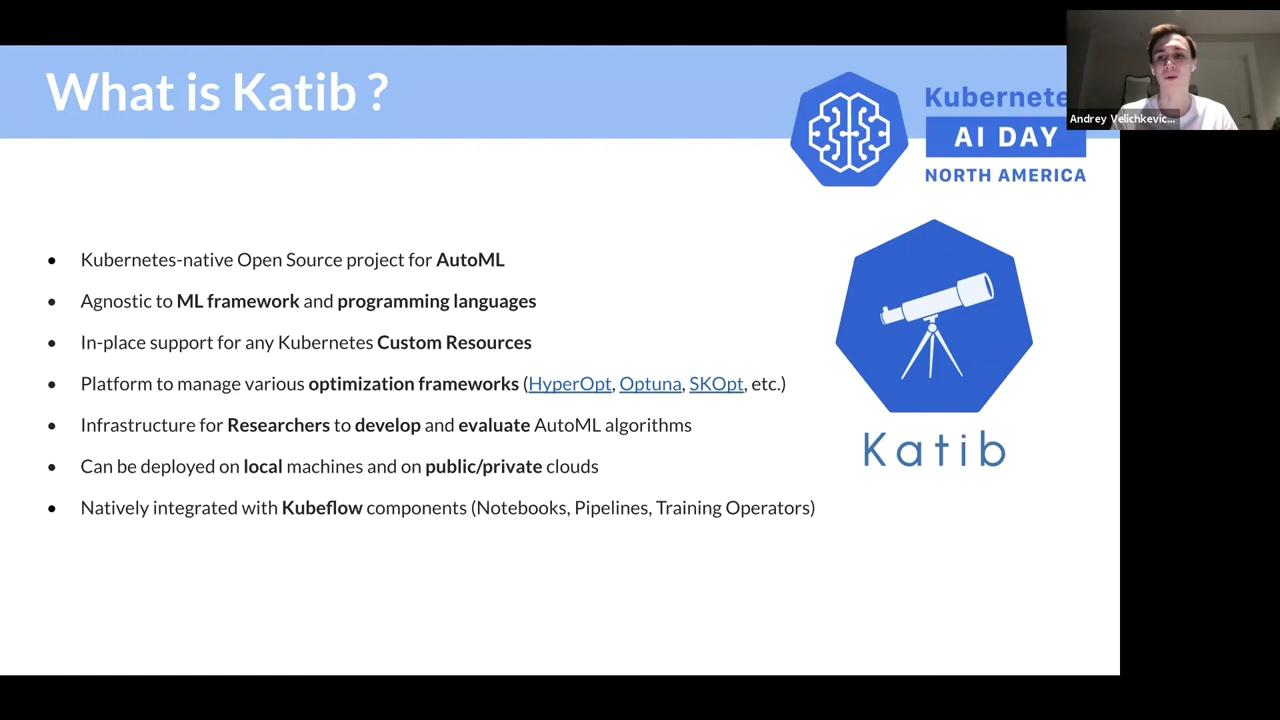 What is Katib ?
Kubernete
AI DAY
NORTH AMERICA
Andrey Velichkevic...
• Kubernetes-native Open Source project for AutoML
• Agnostic to ML framework and programming languages
• In-place support for any Kubernetes Custom Resources
• Platform to manage various optimization frameworks (HyperOpt, Optuna, SKOpt, etc.)
• Infrastructure for Researchers to develop and evaluate AutoML algorithms
• Can be deployed on local machines and on public/private clouds
• Natively integrated with Kubeflow components (Notebooks, Pipelines, Training Operators)
Katib